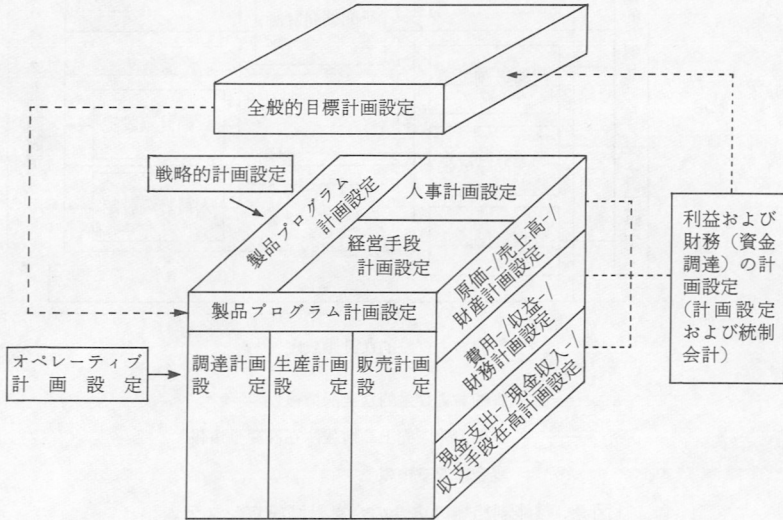 全般的目標計画設定
戦略的計画設定
製品プログラム
計画設定
人事計画設定
経営手段
計画設定
原価-/売上高-/
財産計画設定
利益および
財務（資金
調達）の計
画設定
（計画設定
および統制
会計）
製品プログラム計画設定
費用-/収益-/
財務計画設定
オペレーティブ
計画設定
調達計画
設定
生産計画
設定
販売計画
設定
現金支出-/現金収入-/
収支手段在高計画設定